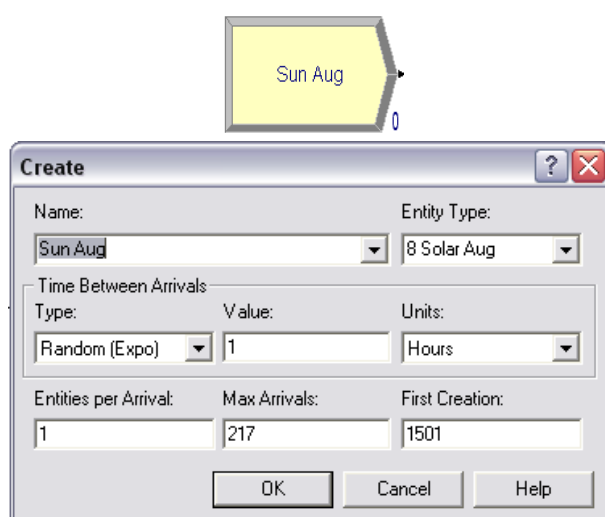 Sun Aug
0
Create
Name: Entity Type:
Sun Aug 8 Solar Aug
Time Between Arrivals
Type: Value: Units:
Random (Expo) 1 Hours
Entities per Arrival: Max Arrivals: First Creation:
1 217 1501
OK Cancel Help